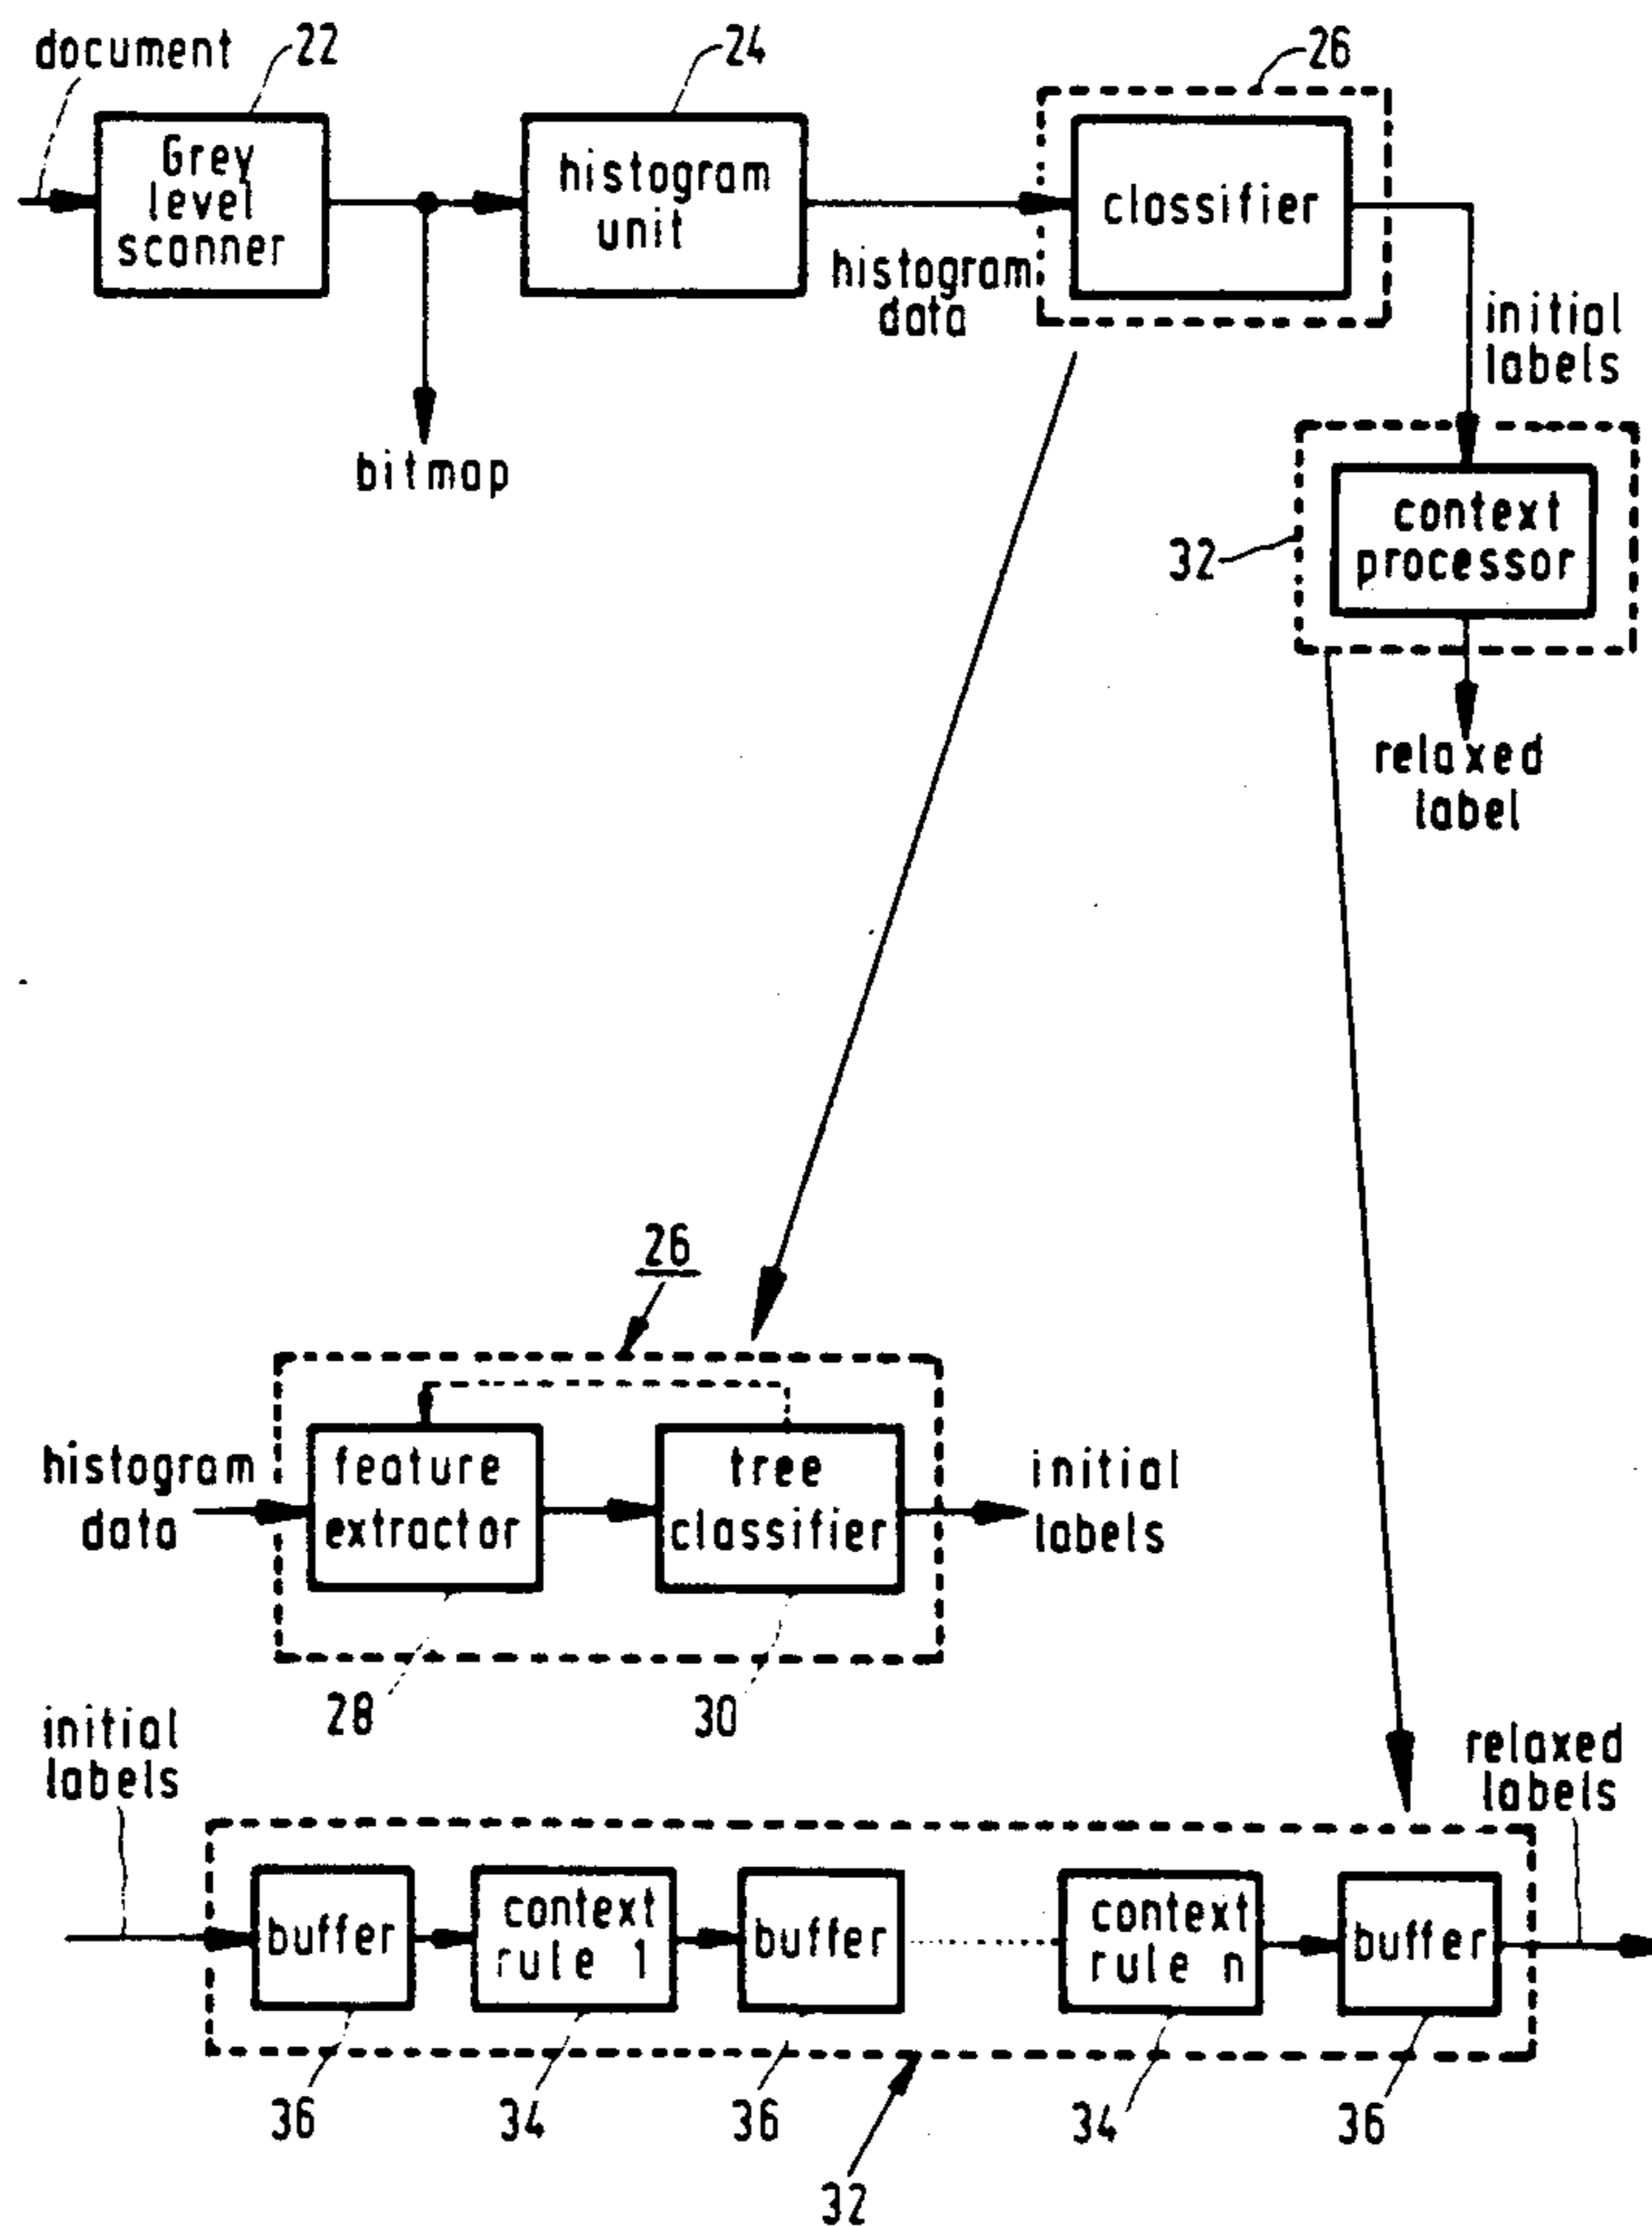 document
22
24
26
Grey
level
scanner
histogram
unit
classifier
histogram
data
initial
labels
bitmap
32
context
processor
relaxed
label
26
histogram
data
feature
extractor
tree
classifier
initial
labels
28
30
initial
labels
relaxed
labels
buffer
context
rule 1
buffer
context
rule n
buffer
36
34
36
34
36
32